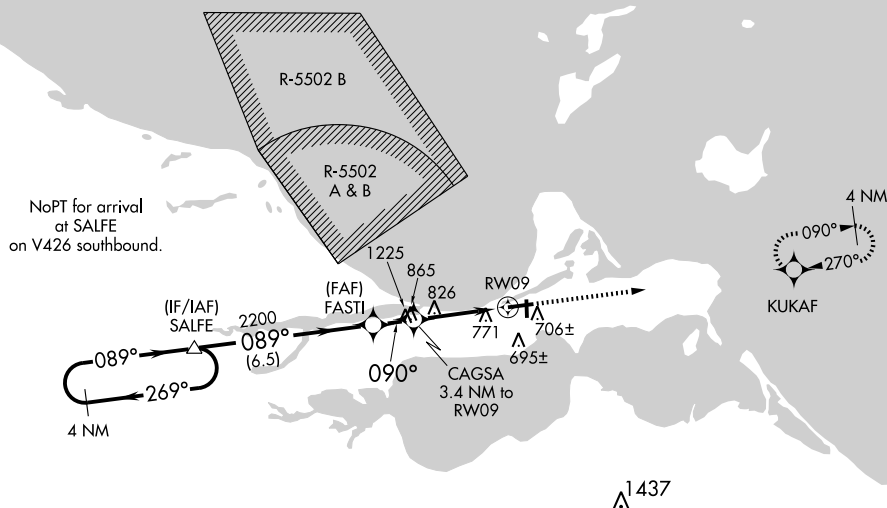 R-5502 B
R-5502
A & B
NoPT for arrival
at SALFE
on V426 southbound.
4 NM
090°
270°
KUKAF
1225
865
826
(FAF)
FASTI
RW09
(IF/IAF)
SALFE
2200
089°
(6.5)
771
706±
695±
089°
269°
4 NM
090°
CAGSA
3.4 NM to
RW09
1437